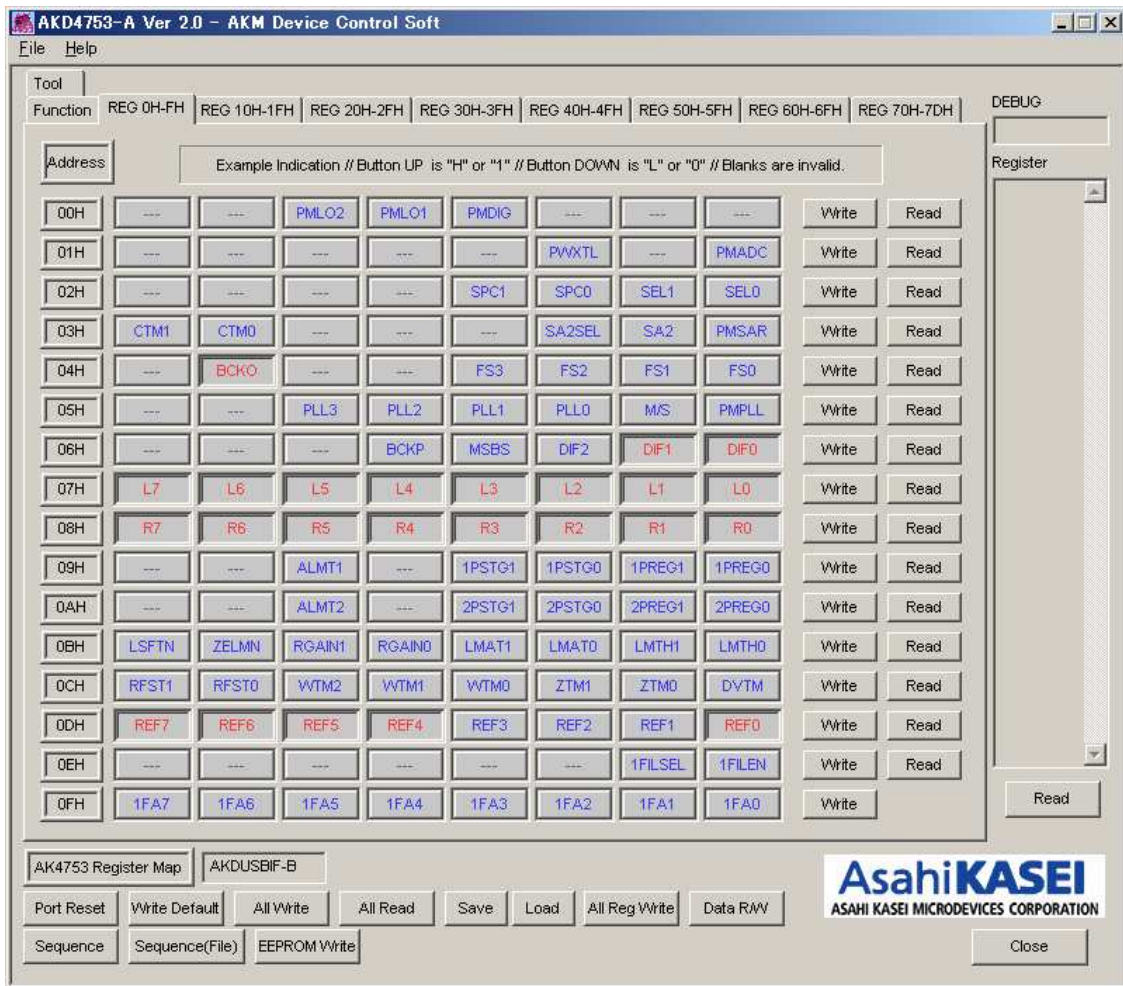 AKD4753-A Ver 2.0 - AKM Device Control Soft
File Help
Tool
Function REG 0H-FH REG 10H-1FH REG 20H-2FH REG 30H-3FH REG 40H-4FH REG 50H-5FH REG 60H-6FH REG 70H-7DH
DEBUG
Address Example Indication // Button UP is "H" or "1" // Button DOWN is "L" or "0" // Blanks are invalid.
Register
00H --- --- PMLO2 PMLO1 PMDIG --- --- --- Write Read
01H --- --- --- --- --- PWXTL --- PMADC Write Read
02H --- --- --- --- SPC1 SPC0 SEL1 SEL0 Write Read
03H CTM1 CTM0 --- --- --- SA2SEL SA2 PMSAR Write Read
04H --- BCKO --- --- FS3 FS2 FS1 FS0 Write Read
05H --- --- PLL3 PLL2 PLL1 PLL0 M/S PMPLL Write Read
06H --- --- --- BCKP MSBS DIF2 DIF1 DIF0 Write Read
07H L7 L6 L5 L4 L3 L2 L1 L0 Write Read
08H R7 R6 R5 R4 R3 R2 R1 R0 Write Read
09H --- --- ALMT1 --- 1PSTG1 1PSTG0 1PREG1 1PREG0 Write Read
0AH --- --- ALMT2 --- 2PSTG1 2PSTG0 2PREG1 2PREG0 Write Read
0BH LSFTN ZELMN RGAIN1 RGAIN0 LMAT1 LMAT0 LMTH1 LMTH0 Write Read
0CH RFST1 RFST0 WTM2 WTM1 WTM0 ZTM1 ZTM0 DVTM Write Read
0DH REF7 REF6 REF5 REF4 REF3 REF2 REF1 REF0 Write Read
0EH --- --- --- --- --- --- 1FILSEL 1FILEN Write Read
0FH 1FA7 1FA6 1FA5 1FA4 1FA3 1FA2 1FA1 1FA0 Write
Read
AK4753 Register Map AKDUSBIF-B
AsahiKASEI
ASAHI KASEI MICRODEVICES CORPORATION
Port Reset Write Default All Write All Read Save Load All Reg Write Data R/W
Sequence Sequence(File) EEPROM Write Close